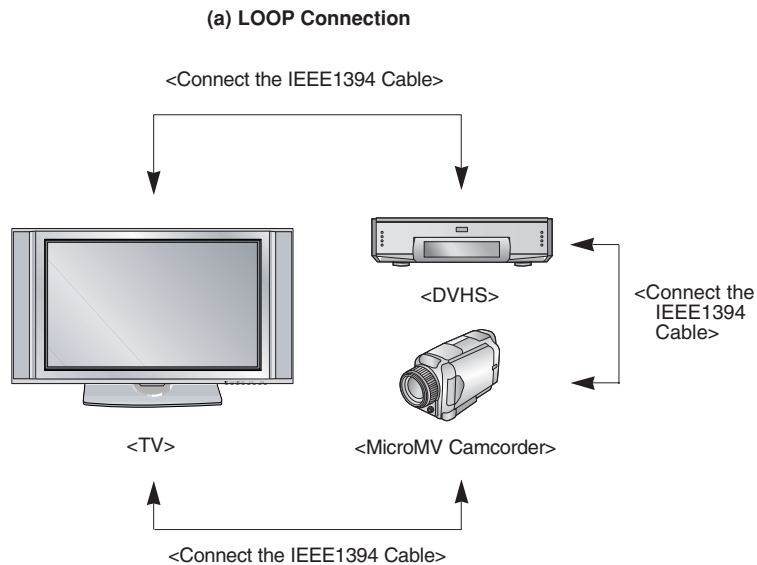 (a) LOOP Connection
<Connect the IEEE1394 Cable>
<DVHS>
<Connect the
IEEE1394
Cable>
<TV>
<MicroMV Camcorder>
<Connect the IEEE1394 Cable>